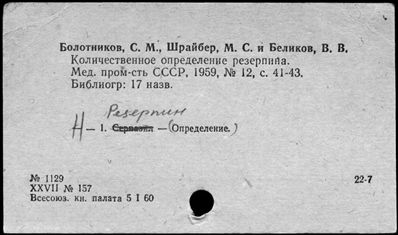 Болотников, С. М., Шрайбер, М. С. и Беликов, В. В.
Количественное определение резерпина.
Мед. пром-сть СССР, 1959, № 12, с. 41-43.
Библиогр: 17 назв.
Резерпин
Н — 1. Серпазил — (Определение.)
№ 1129
22-7
XXVII № 157
Всесоюз. кн. палата 5 I 60